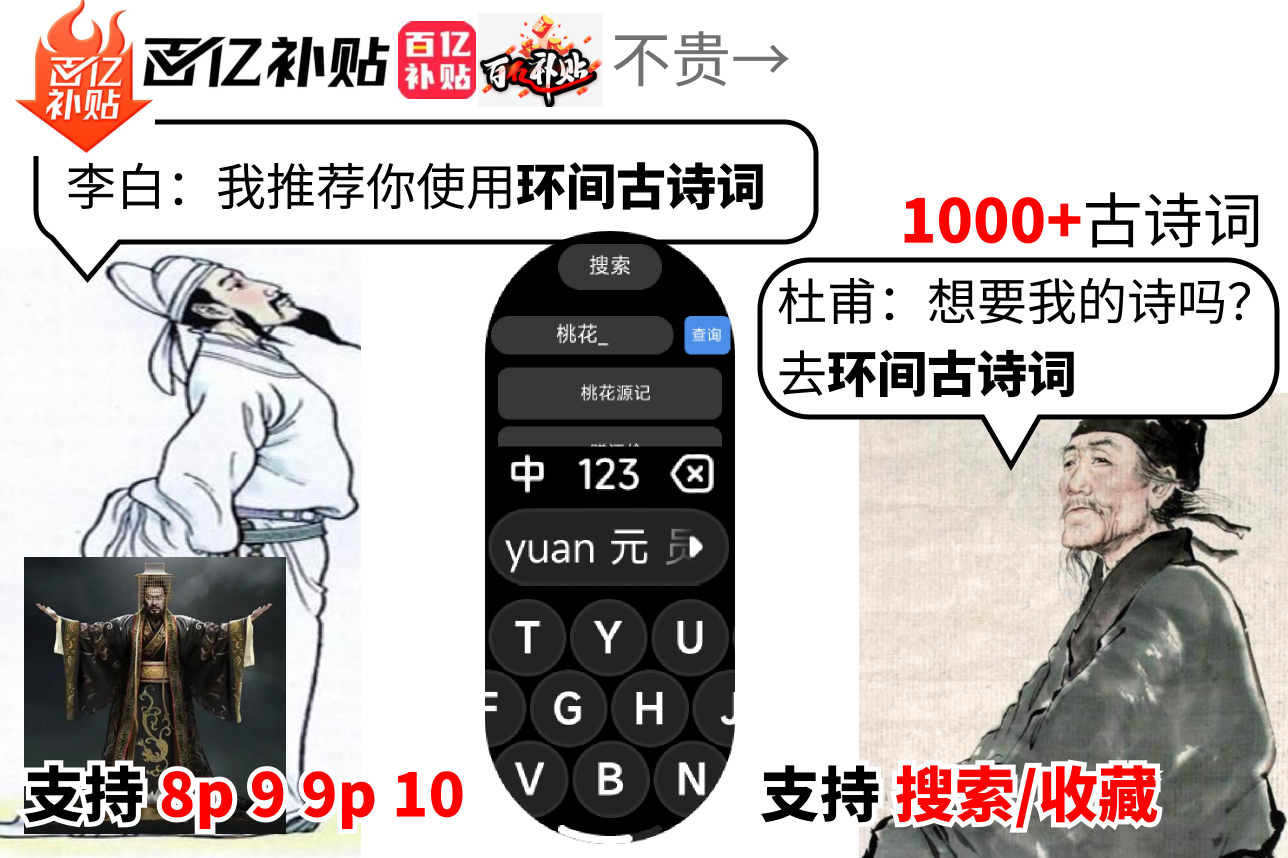 百亿
补贴
百亿补贴
百亿
补贴
百亿补贴
不贵→
李白：我推荐你使用环间古诗词
1000+古诗词
杜甫：想要我的诗吗？
去环间古诗词
搜索
桃花_
查询
桃花源记
中 123
yuan 元 员
T Y U
F G H J
V B N
支持 8p 9 9p 10
支持 搜索/收藏